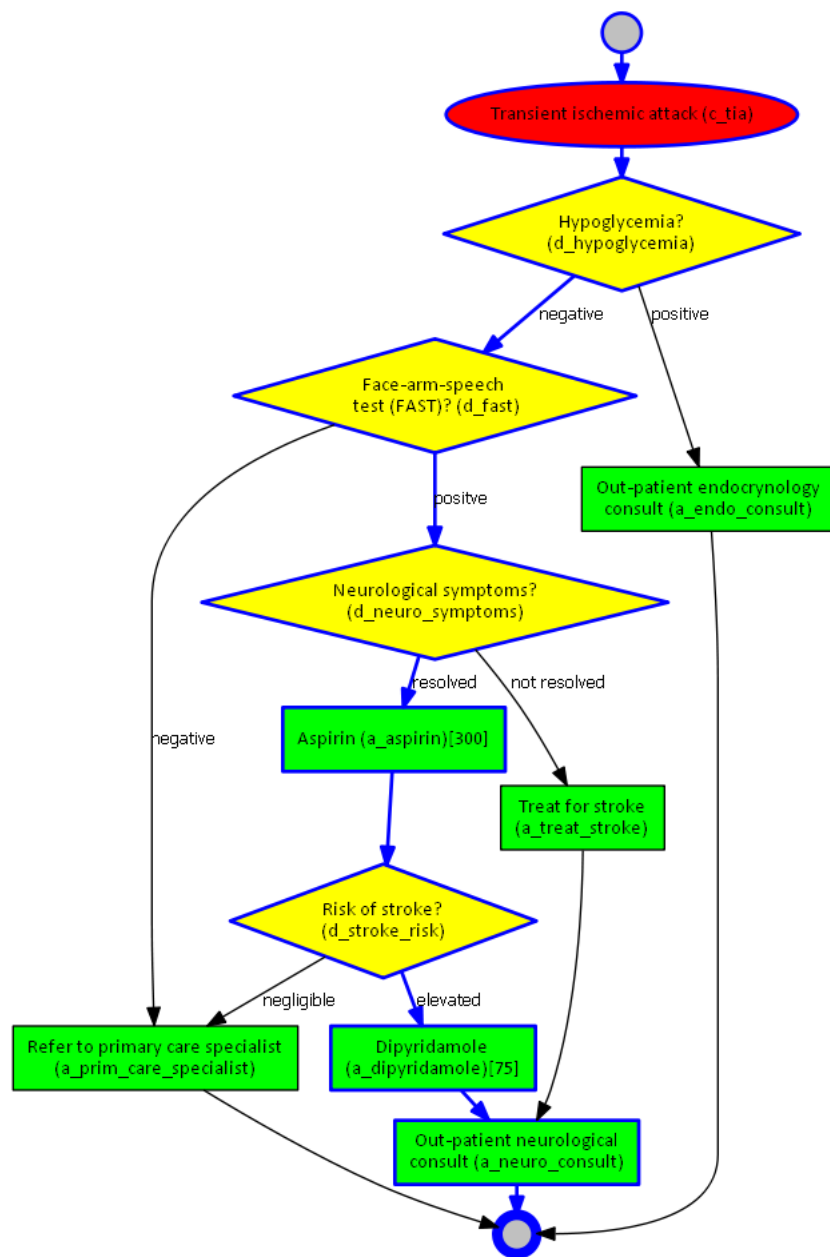 Transient ischemic attack (c_tia)
Hypoglycemia?
(d_hypoglycemia)
negative
positive
Face-arm-speech
test (FAST)? (d_fast)
positve
Out-patient endocrynology
consult (a_endo_consult)
Neurological symptoms?
(d_neuro_symptoms)
resolved
not resolved
negative
Aspirin (a_aspirin)[300]
Treat for stroke
(a_treat_stroke)
Risk of stroke?
(d_stroke_risk)
negligible
elevated
Refer to primary care specialist
(a_prim_care_specialist)
Dipyridamole
(a_dipyridamole)[75]
Out-patient neurological
consult (a_neuro_consult)